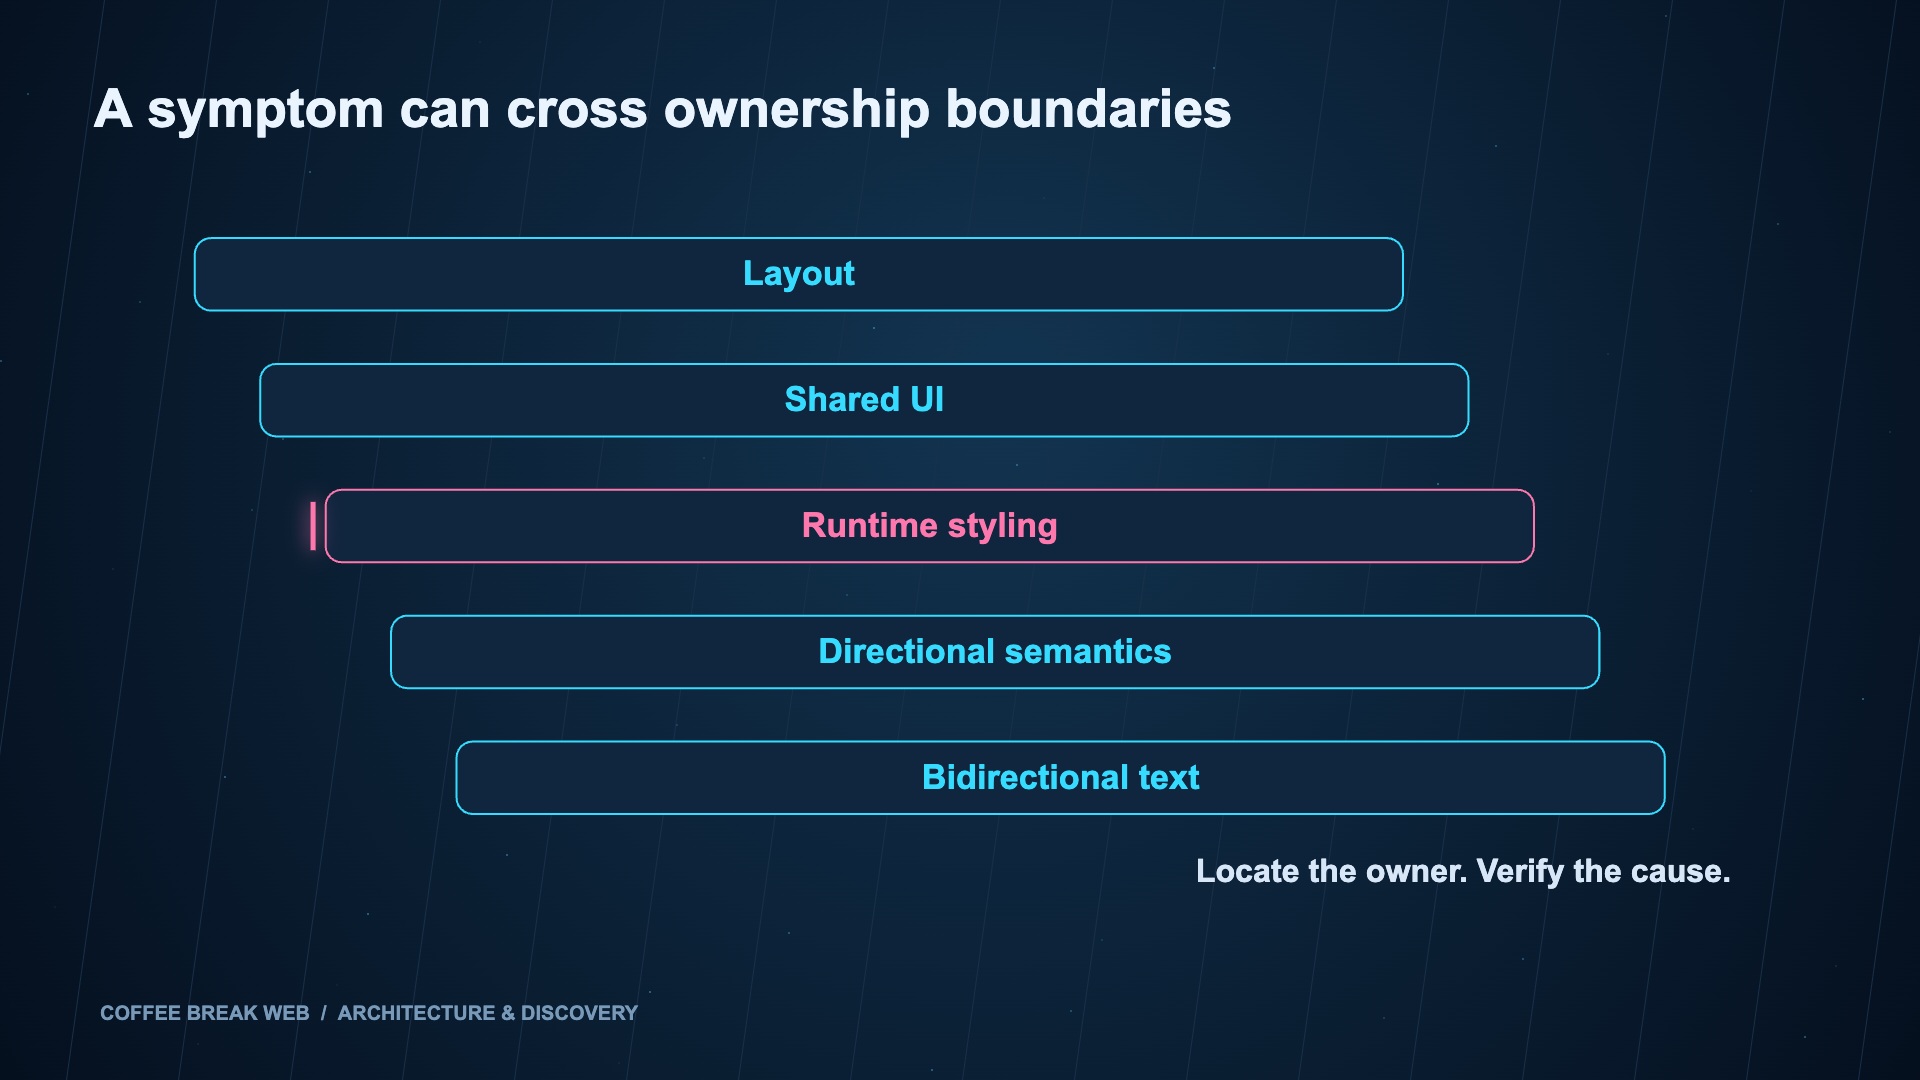 A symptom can cross ownership boundaries
Layout
Shared UI
Runtime styling
Directional semantics
Bidirectional text
Locate the owner. Verify the cause.
COFFEE BREAK WEB / ARCHITECTURE & DISCOVERY